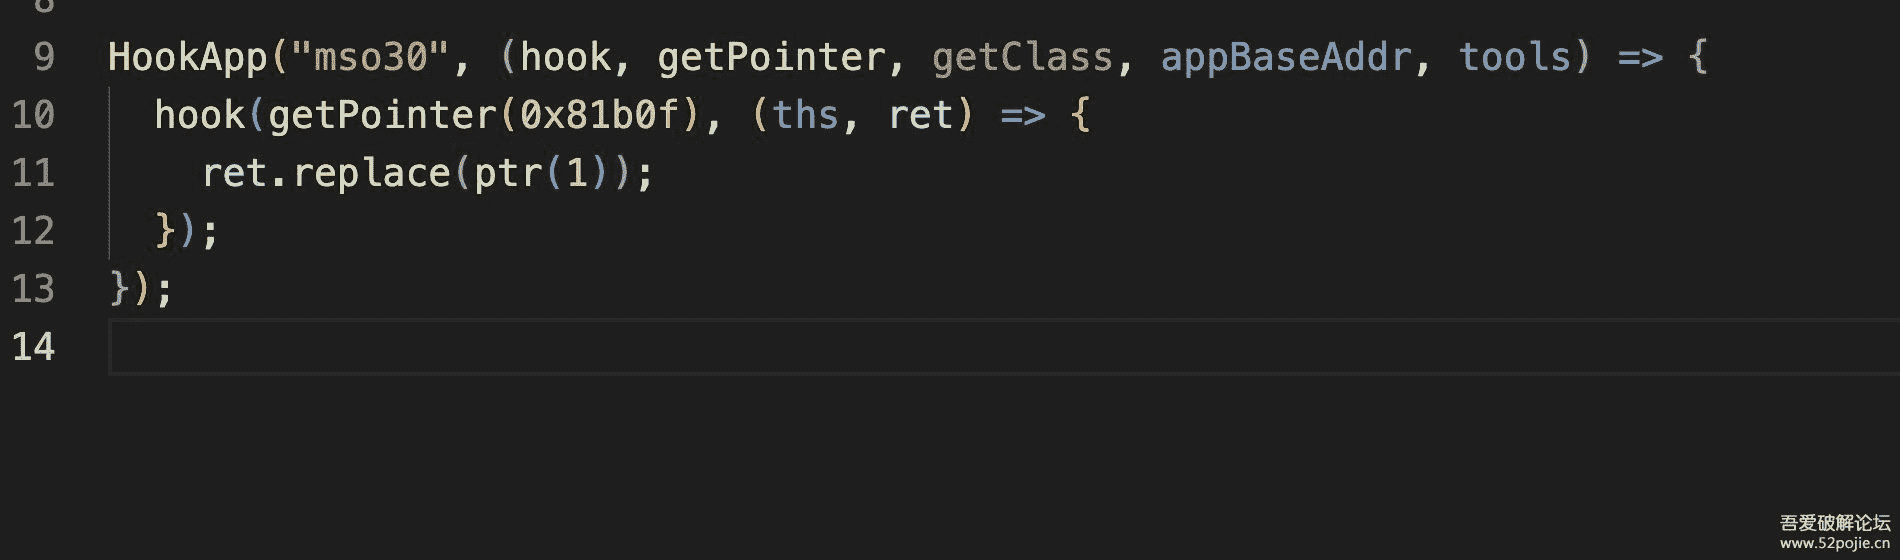 8
9 HookApp("mso30", (hook, getPointer, getClass, appBaseAddr, tools) => {
10   hook(getPointer(0x81b0f), (ths, ret) => {
11     ret.replace(ptr(1));
12   });
13 });
14
吾爱破解论坛
www.52pojie.cn